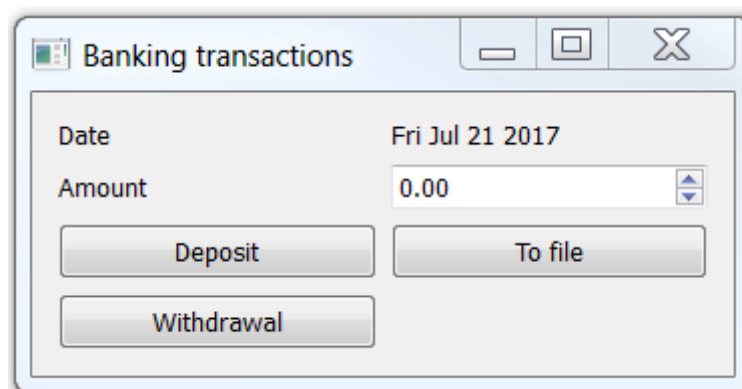 Banking transactions
Date Fri Jul 21 2017
Amount 0.00
Deposit To file
Withdrawal